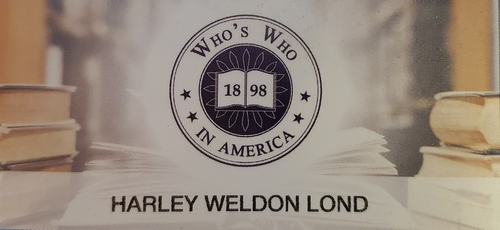 WHO'S WHO
18 98
IN AMERICA
HARLEY WELDON LOND